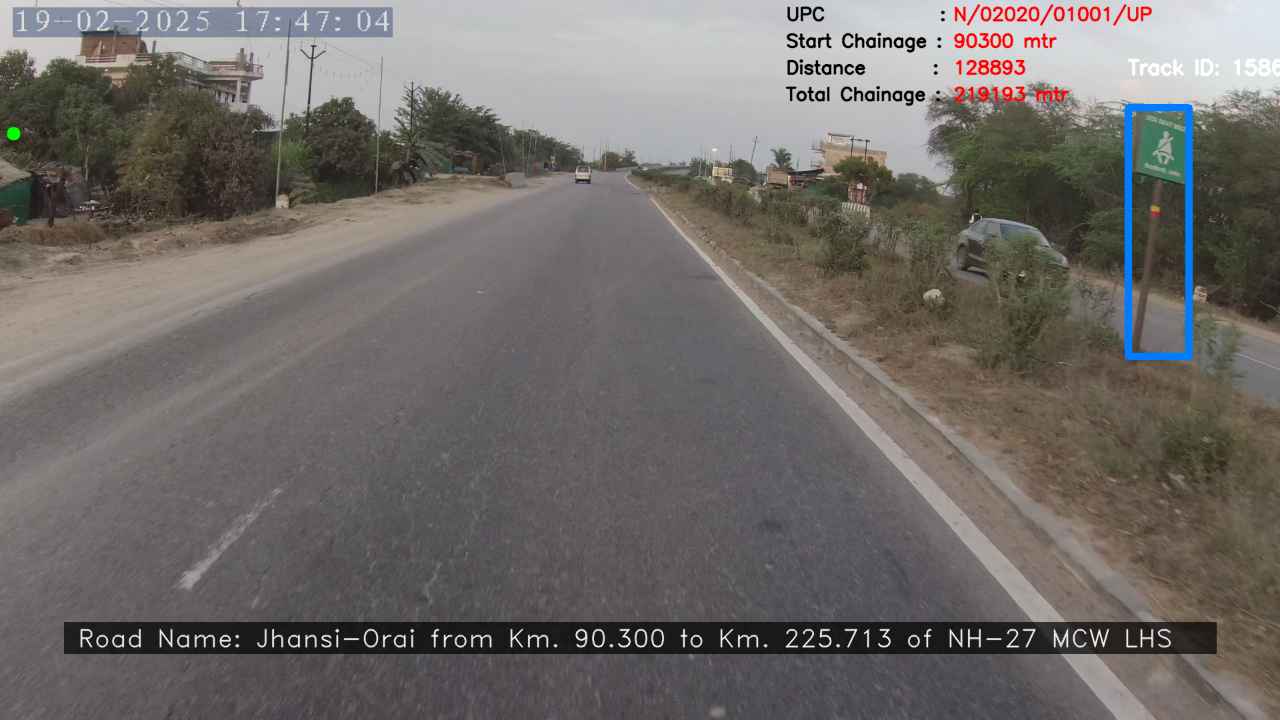 19-02-2025 17:47:04
UPC : N/02020/01001/UP
Start Chainage : 90300 mtr
Distance : 128893
Total Chainage : 219193 mtr
Track ID: 1586
Road Name: Jhansi-Orai from Km. 90.300 to Km. 225.713 of NH-27 MCW LHS